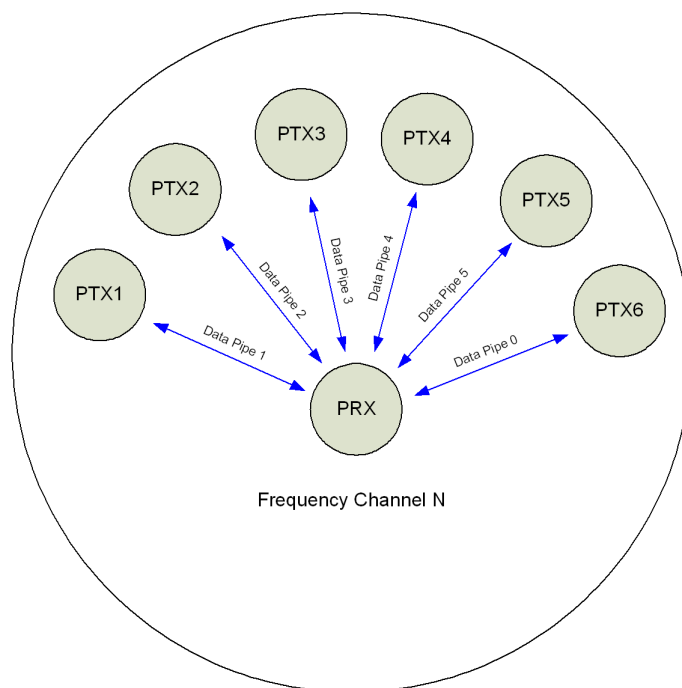 PTX3
PTX4
PTX2
PTX5
PTX1
PTX6
Data Pipe 1
Data Pipe 2
Data Pipe 3
Data Pipe 4
Data Pipe 5
Data Pipe 0
PRX
Frequency Channel N